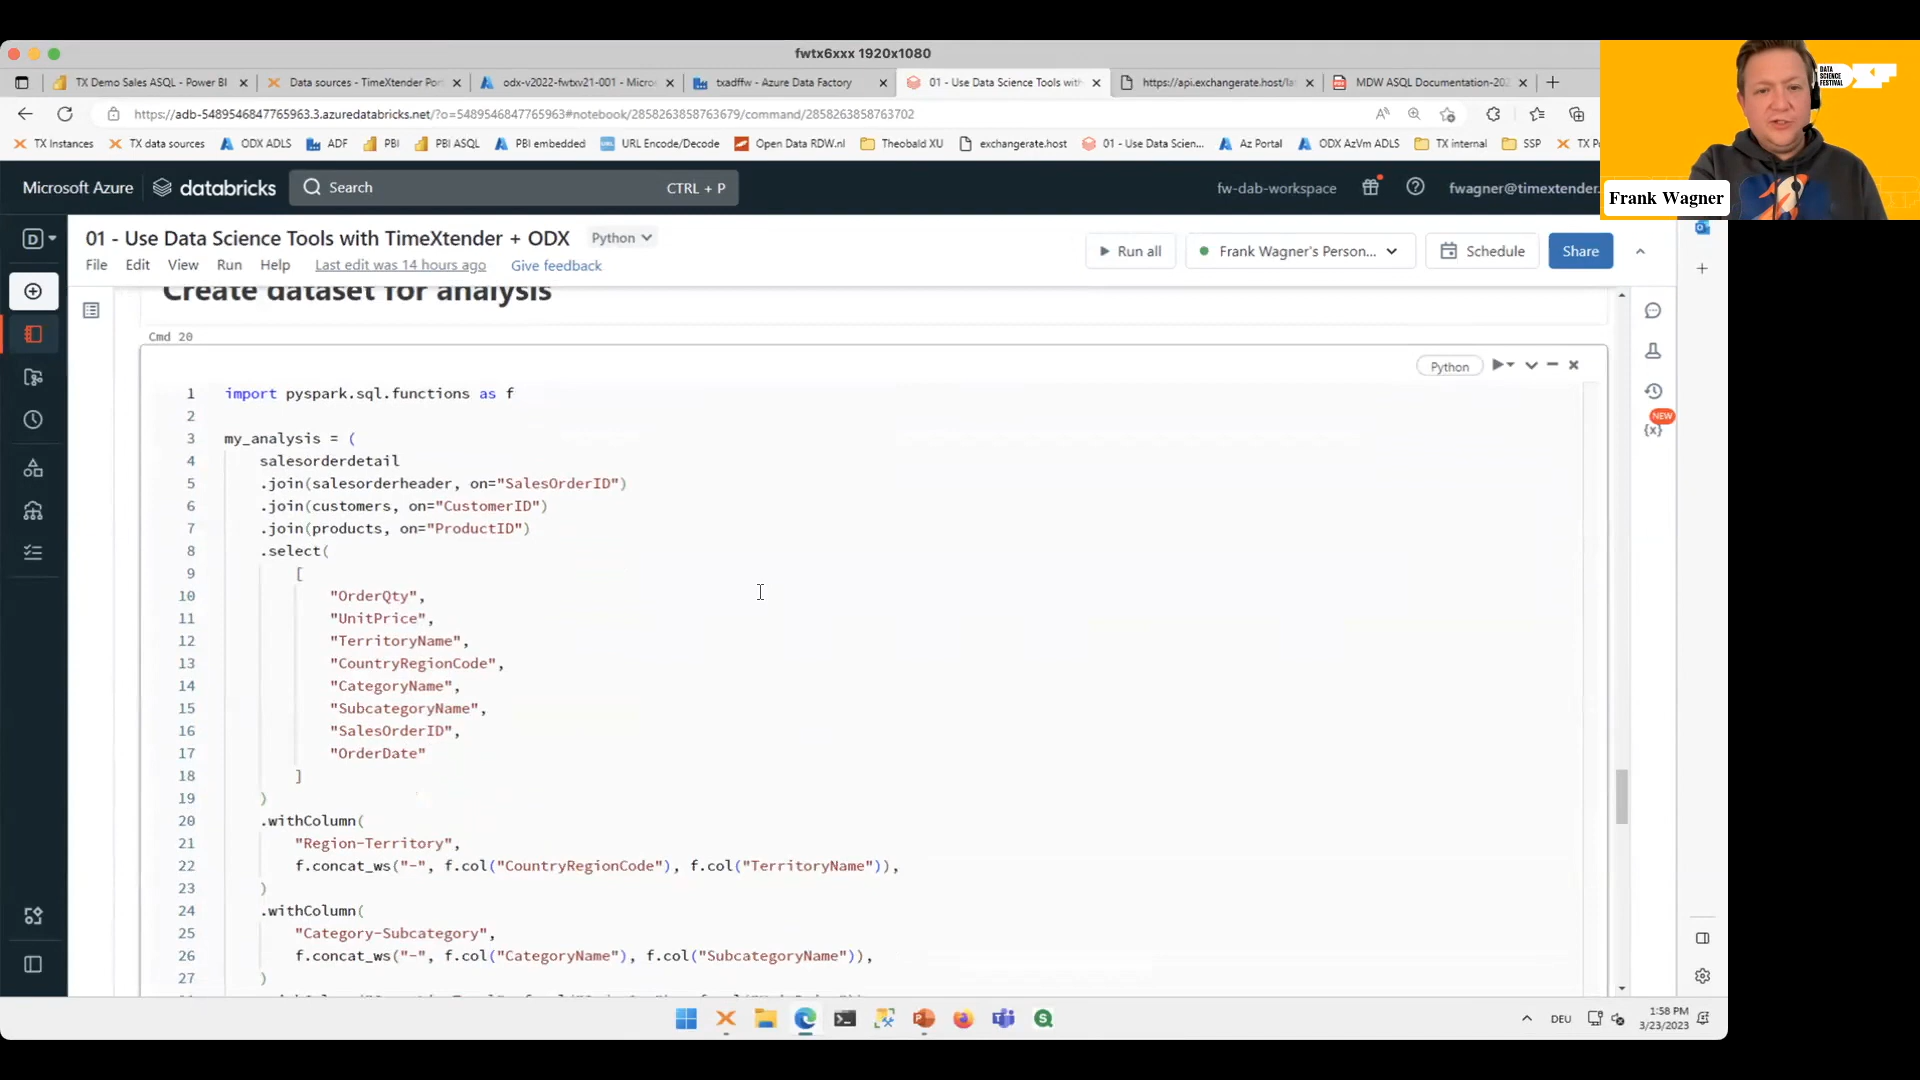 fwtx6xxx 1920x1080
TX Demo Sales ASQL - Power BI
Data sources - TimeXtender Por
odx-v2022-fwtxv21-001 - Micros
txadffw - Azure Data Factory
01 - Use Data Science Tools with
https://api.exchangerate.host/la
MDW ASQL Documentation-202
https://adb-5489546847765963.3.azuredatabricks.net/?o=5489546847765963#notebook/2858263858763679/command/2858263858763702
TX Instances
TX data sources
ODX ADLS
ADF
PBI
PBI ASQL
PBI embedded
URL Encode/Decode
Open Data RDW.nl
Theobald XU
exchangerate.host
01 - Use Data Scien...
Az Portal
ODX AzVm ADLS
TX internal
SSP
DATA
SCIENCE
FESTIVAL
Frank Wagner
Microsoft Azure
databricks
Search
CTRL + P
fw-dab-workspace
fwagner@timextender.
01 - Use Data Science Tools with TimeXtender + ODX
Python
File
Edit
View
Run
Help
Last edit was 14 hours ago
Give feedback
Run all
Frank Wagner's Person...
Schedule
Share
Create dataset for analysis
Cmd 20
Python
NEW
1 import pyspark.sql.functions as f
2
3 my_analysis = (
4 salesorderdetail
5 .join(salesorderheader, on="SalesOrderID")
6 .join(customers, on="CustomerID")
7 .join(products, on="ProductID")
8 .select(
9 [
10 "OrderQty",
11 "UnitPrice",
12 "TerritoryName",
13 "CountryRegionCode",
14 "CategoryName",
15 "SubcategoryName",
16 "SalesOrderID",
17 "OrderDate"
18 ]
19 )
20 .withColumn(
21 "Region-Territory",
22 f.concat_ws("-", f.col("CountryRegionCode"), f.col("TerritoryName")),
23 )
24 .withColumn(
25 "Category-Subcategory",
26 f.concat_ws("-", f.col("CategoryName"), f.col("SubcategoryName")),
27 )
DEU
1:58 PM
3/23/2023